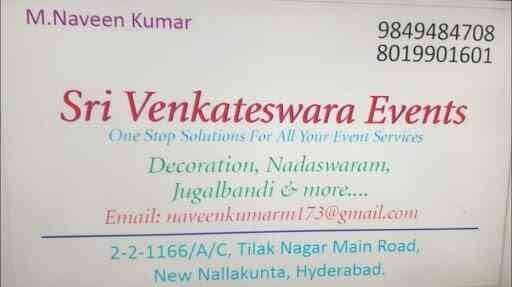 M.Naveen Kumar
9849484708
8019901601
Sri Venkateswara Events
One Stop Solutions For All Your Event Services
Decoration, Nadaswaram,
Jugalbandi & more....
Email: naveenkumarm173@gmail.com
2-2-1166/A/C, Tilak Nagar Main Road,
New Nallakunta, Hyderabad.